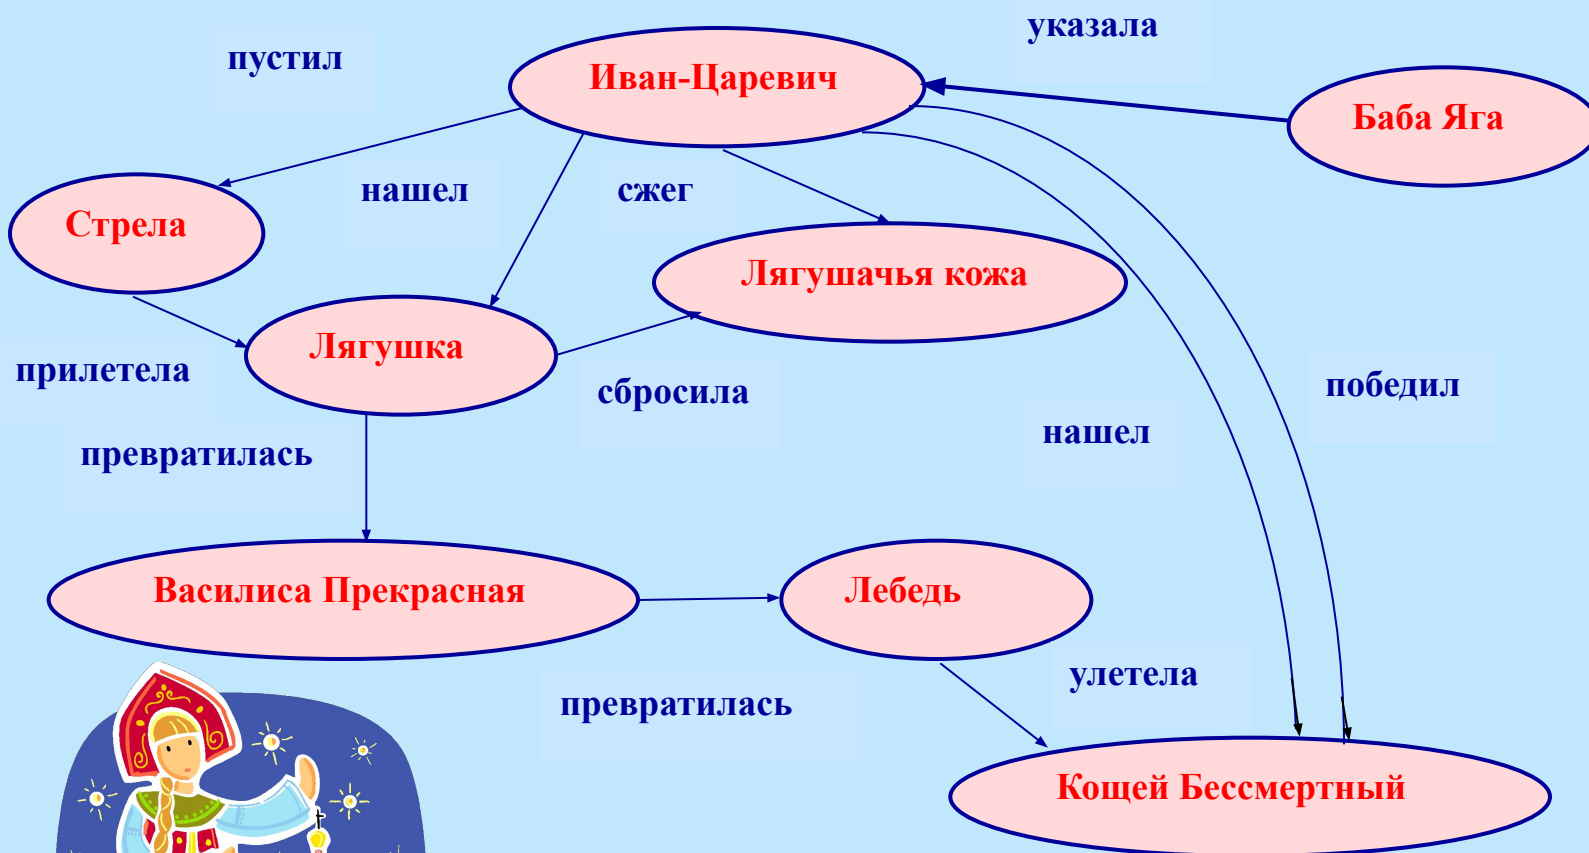 указала
пустил
Иван-Царевич
Баба Яга
нашел
сжег
Стрела
Лягушачья кожа
Лягушка
прилетела
сбросила
победил
нашел
превратилась
Василиса Прекрасная
Лебедь
улетела
превратилась
Кощей Бессмертный